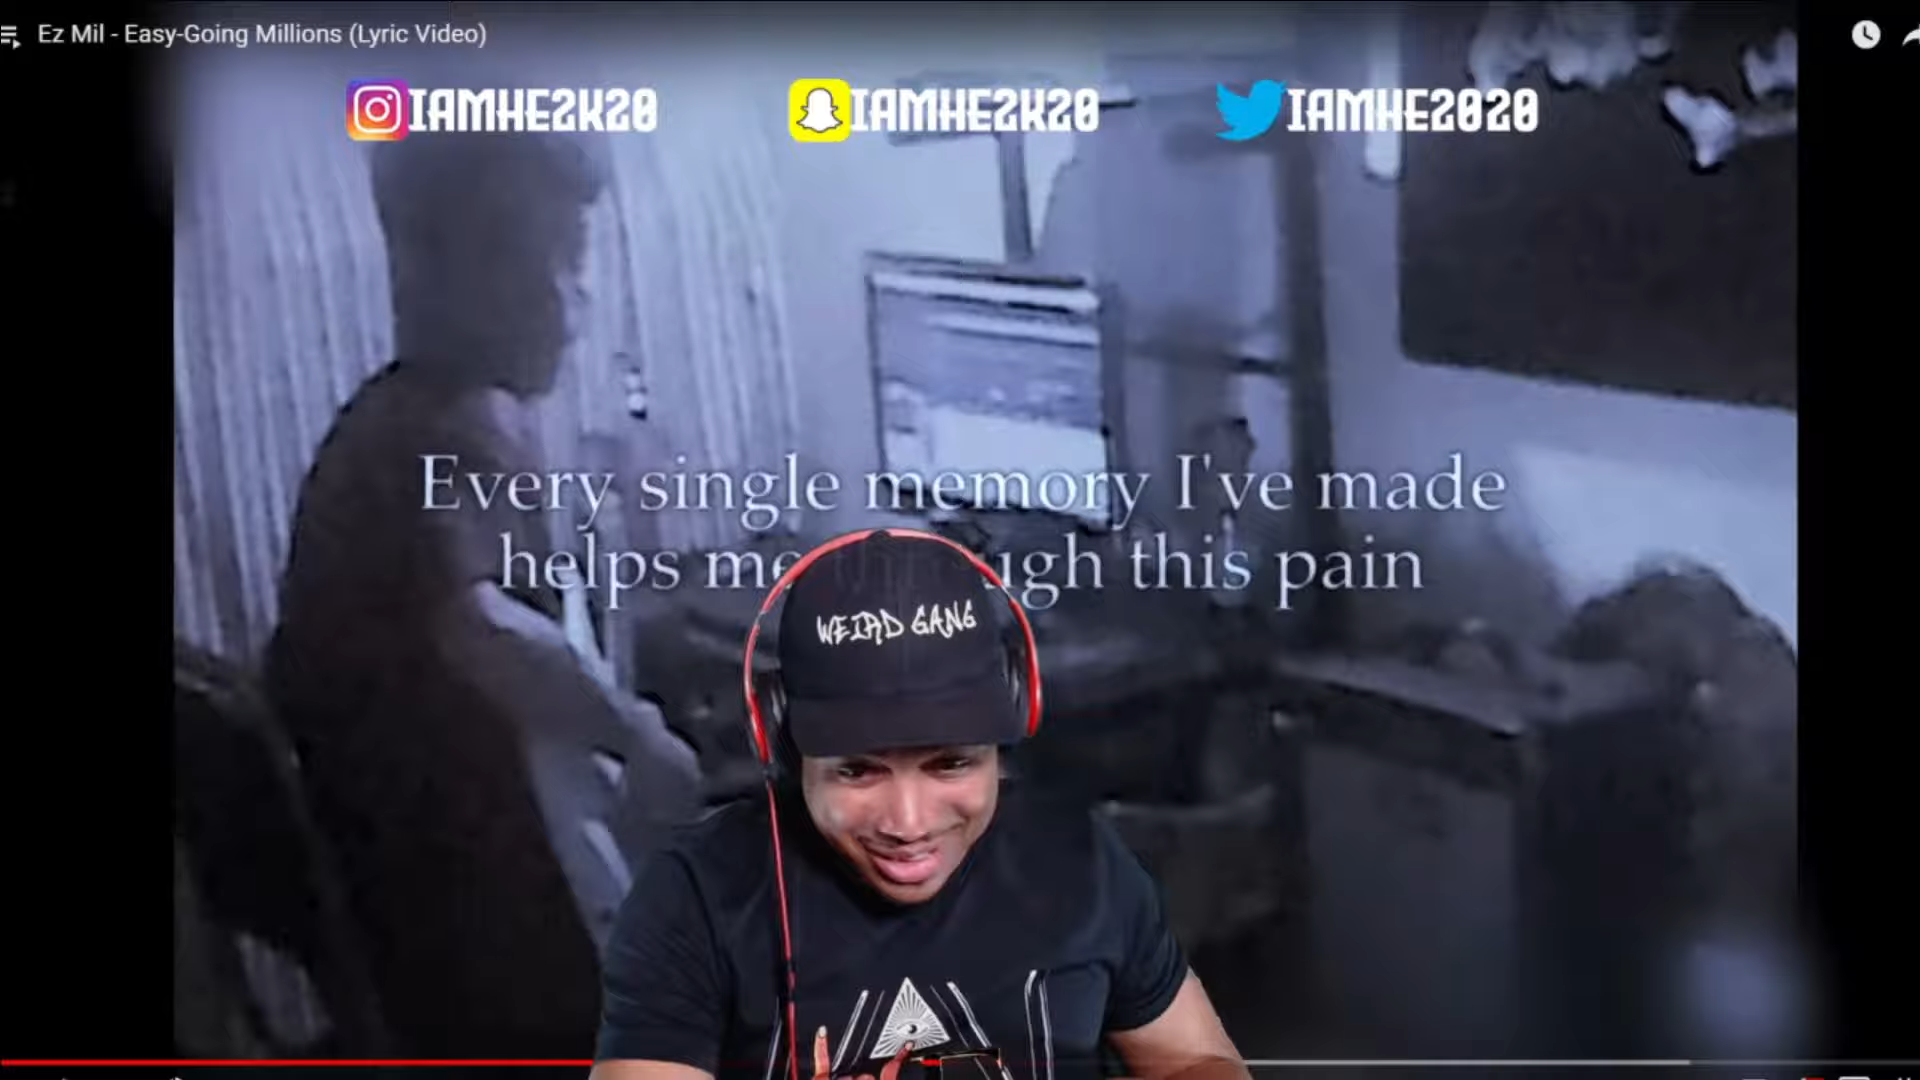 Ez Mil - Easy-Going Millions (Lyric Video)
IAMHE2K20 IAMHE2K20 IAMHE2020
Every single memory I've made
helps me this pain
WEIRD GANG